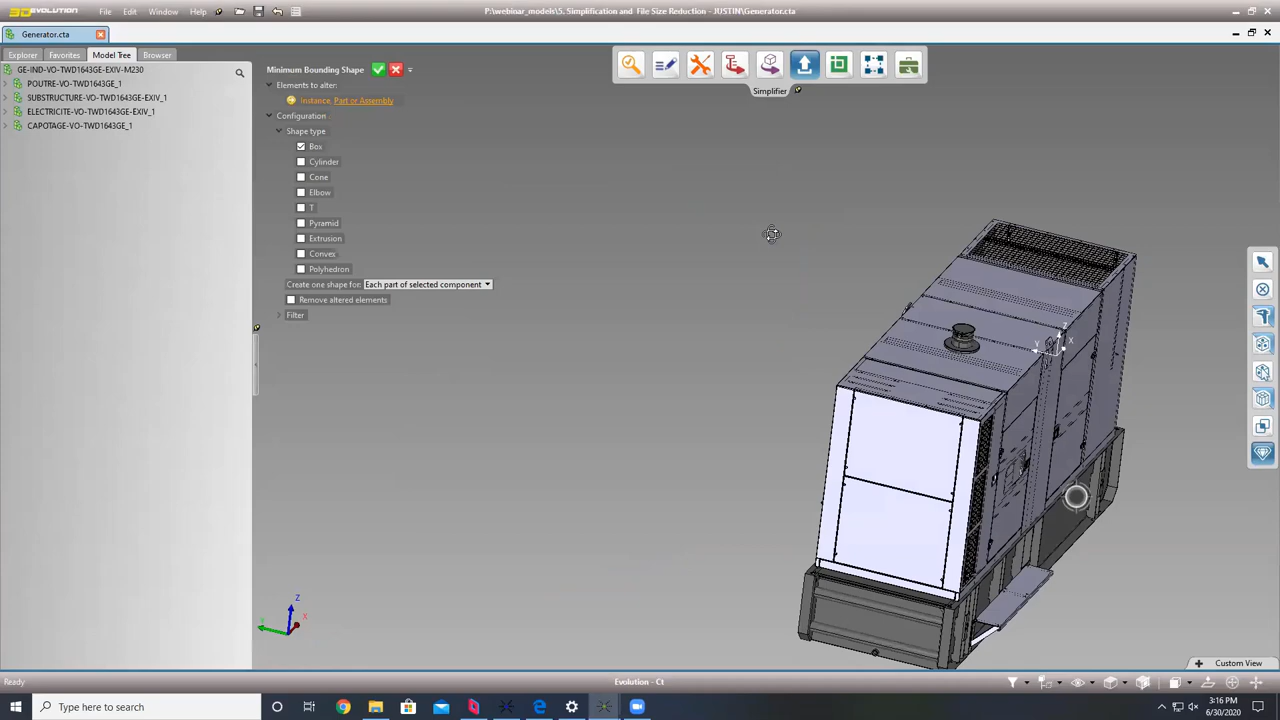 3DEVOLUTION File Edit Window Help P:\webinar_models\5. Simplification and File Size Reduction - JUSTIN\Generator.cta
Generator.cta
Explorer Favorites Model Tree Browser
GE-IND-VO-TWD1643GE-EXIV-M230
POUTRE-VO-TWD1643GE_1
SUBSTRUCTURE-VO-TWD1643GE-EXIV_1
ELECTRICITE-VO-TWD1643GE-EXIV_1
CAPOTAGE-VO-TWD1643GE_1
Minimum Bounding Shape
Elements to alter:
Instance, Part or Assembly
Configuration
Shape type
Box
Cylinder
Cone
Elbow
T
Pyramid
Extrusion
Convex
Polyhedron
Create one shape for: Each part of selected component
Remove altered elements
Filter
Simplifier
Z
Y
X
Z
X
Y
Custom View
Ready Evolution - Ct
Type here to search
3:16 PM
6/30/2020